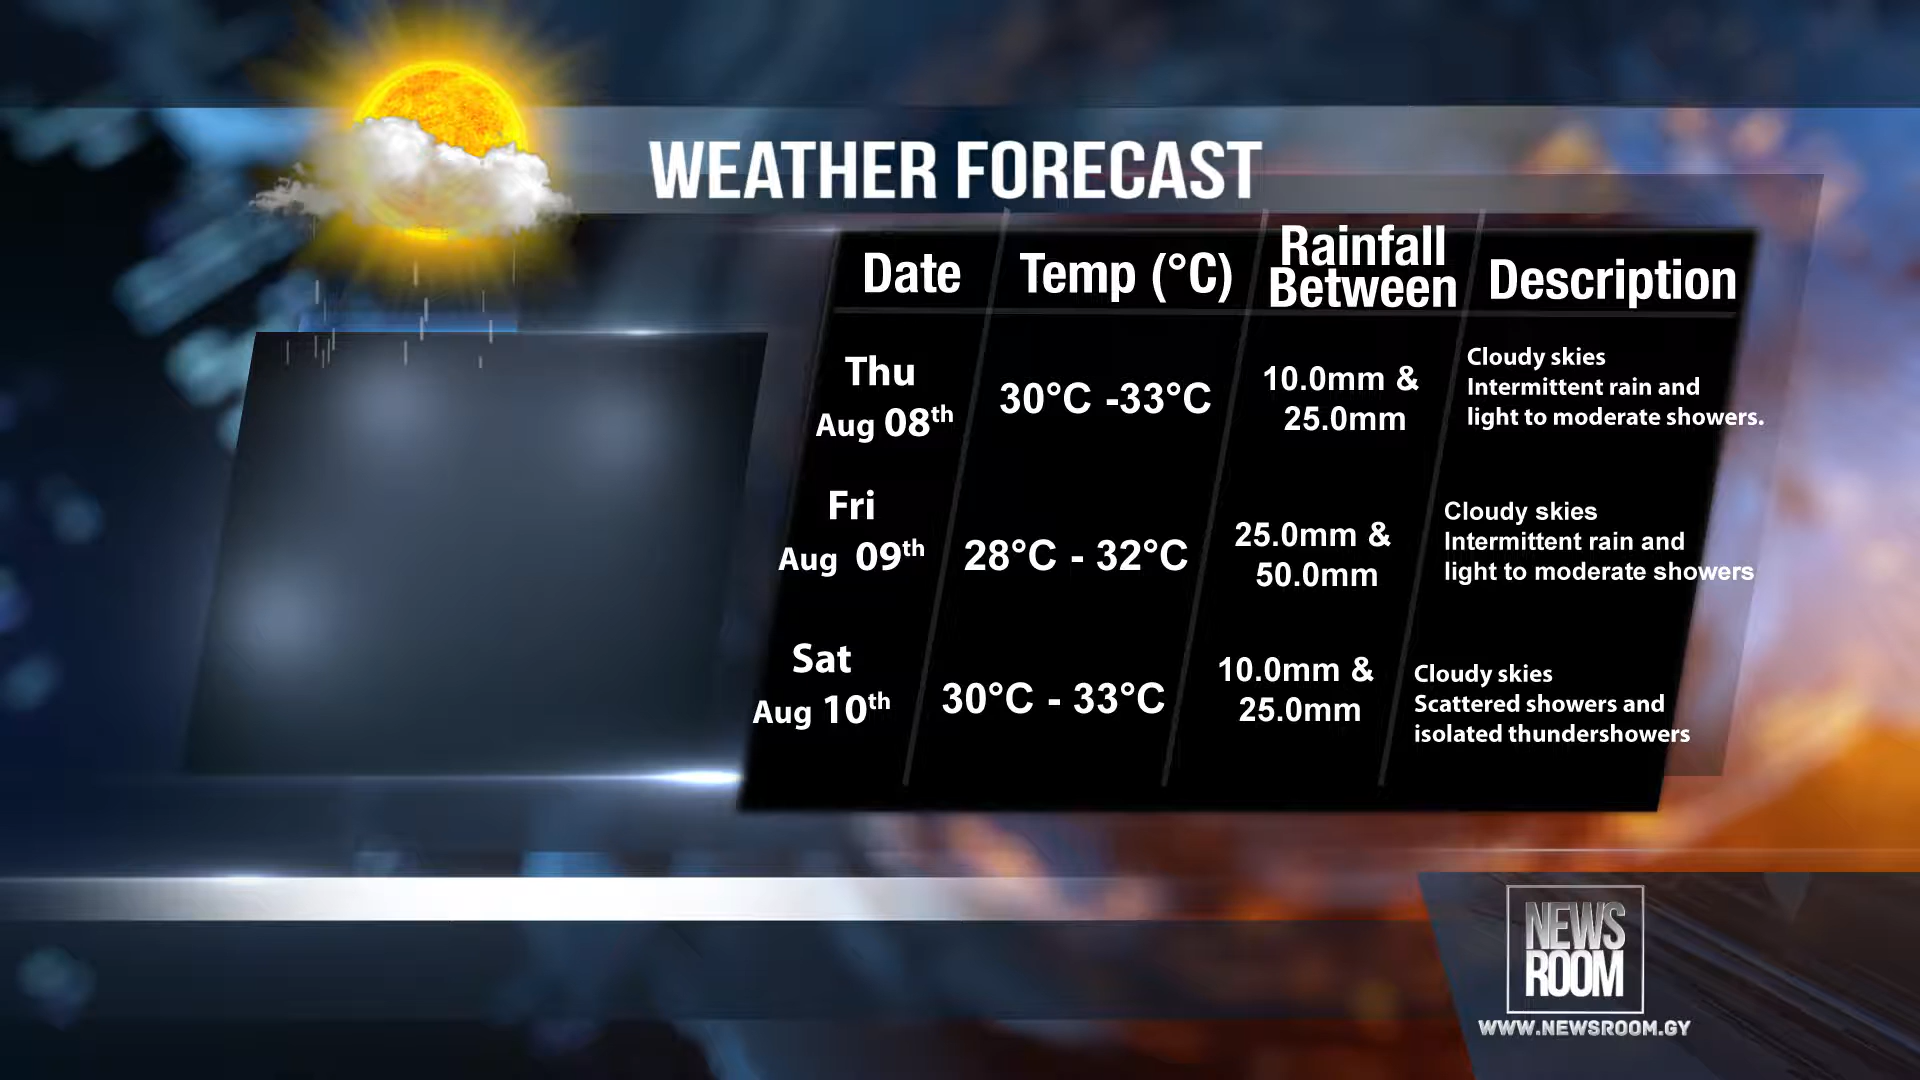 WEATHER FORECAST
Date
Temp (°C)
Rainfall
Between
Description
Thu
Aug 08th
30°C -33°C
10.0mm &
25.0mm
Cloudy skies
Intermittent rain and
light to moderate showers.
Fri
Aug 09th
28°C - 32°C
25.0mm &
50.0mm
Cloudy skies
Intermittent rain and
light to moderate showers
Sat
Aug 10th
30°C - 33°C
10.0mm &
25.0mm
Cloudy skies
Scattered showers and
isolated thundershowers
NEWS
ROOM
WWW.NEWSROOM.GY